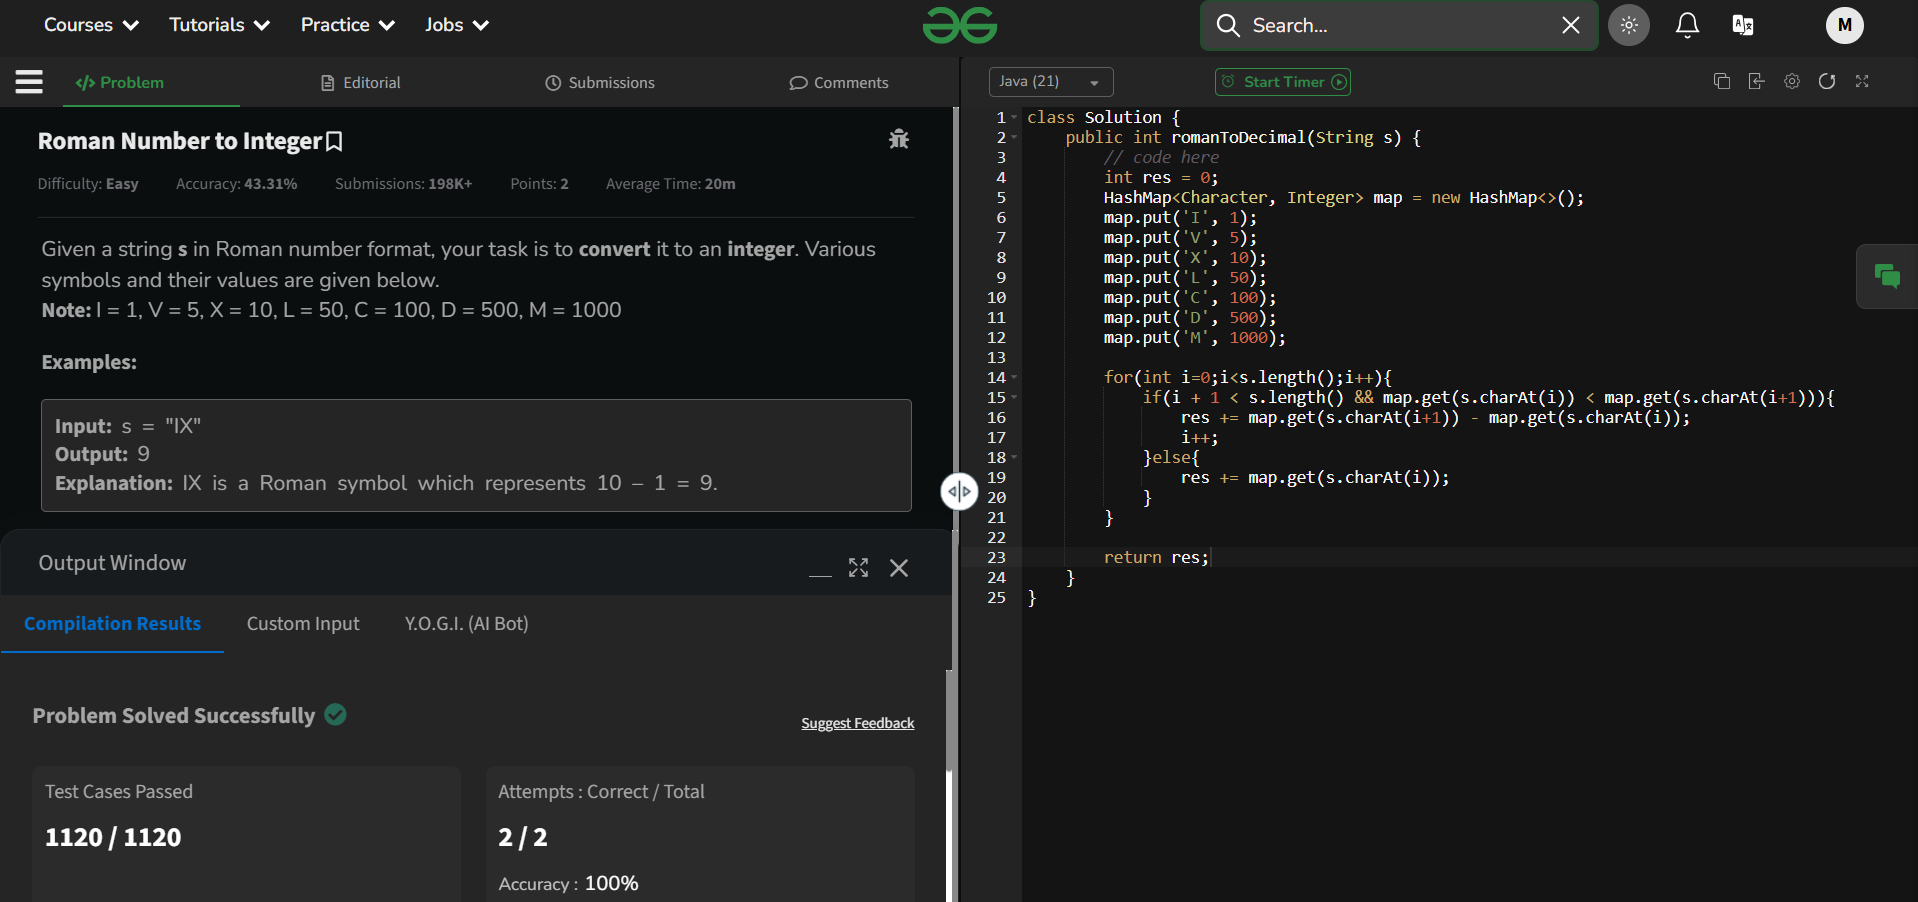 Courses Tutorials Practice Jobs Search... M
Problem Editorial Submissions Comments
Roman Number to Integer
Difficulty: Easy Accuracy: 43.31% Submissions: 198K+ Points: 2 Average Time: 20m
Given a string s in Roman number format, your task is to convert it to an integer. Various
symbols and their values are given below.
Note: I = 1, V = 5, X = 10, L = 50, C = 100, D = 500, M = 1000
Examples:
Input: s = "IX"
Output: 9
Explanation: IX is a Roman symbol which represents 10 – 1 = 9.
Output Window
Compilation Results Custom Input Y.O.G.I. (AI Bot)
Problem Solved Successfully
Suggest Feedback
Test Cases Passed
1120 / 1120
Attempts : Correct / Total
2 / 2
Accuracy : 100%
Java (21) Start Timer
1 class Solution {
2     public int romanToDecimal(String s) {
3         // code here
4         int res = 0;
5         HashMap<Character, Integer> map = new HashMap<>();
6         map.put('I', 1);
7         map.put('V', 5);
8         map.put('X', 10);
9         map.put('L', 50);
10         map.put('C', 100);
11         map.put('D', 500);
12         map.put('M', 1000);
13
14         for(int i=0;i<s.length();i++){
15             if(i + 1 < s.length() && map.get(s.charAt(i)) < map.get(s.charAt(i+1))){
16                 res += map.get(s.charAt(i+1)) - map.get(s.charAt(i));
17                 i++;
18             }else{
19                 res += map.get(s.charAt(i));
20             }
21         }
22
23         return res;
24     }
25 }